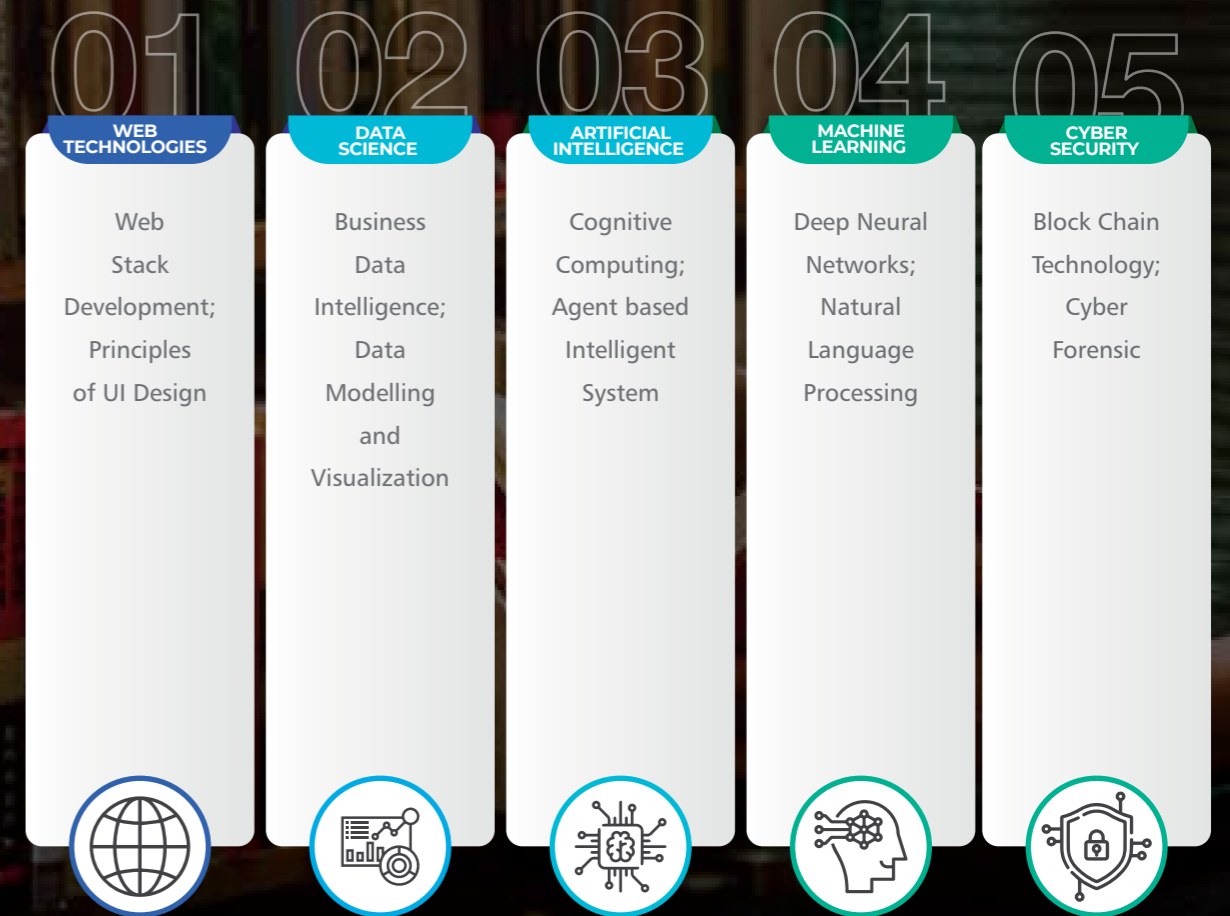 01
WEB
TECHNOLOGIES
Web
Stack
Development;
Principles
of UI Design
02
DATA
SCIENCE
Business
Data
Intelligence;
Data
Modelling
and
Visualization
03
ARTIFICIAL
INTELLIGENCE
Cognitive
Computing;
Agent based
Intelligent
System
04
MACHINE
LEARNING
Deep Neural
Networks;
Natural
Language
Processing
05
CYBER
SECURITY
Block Chain
Technology;
Cyber
Forensic